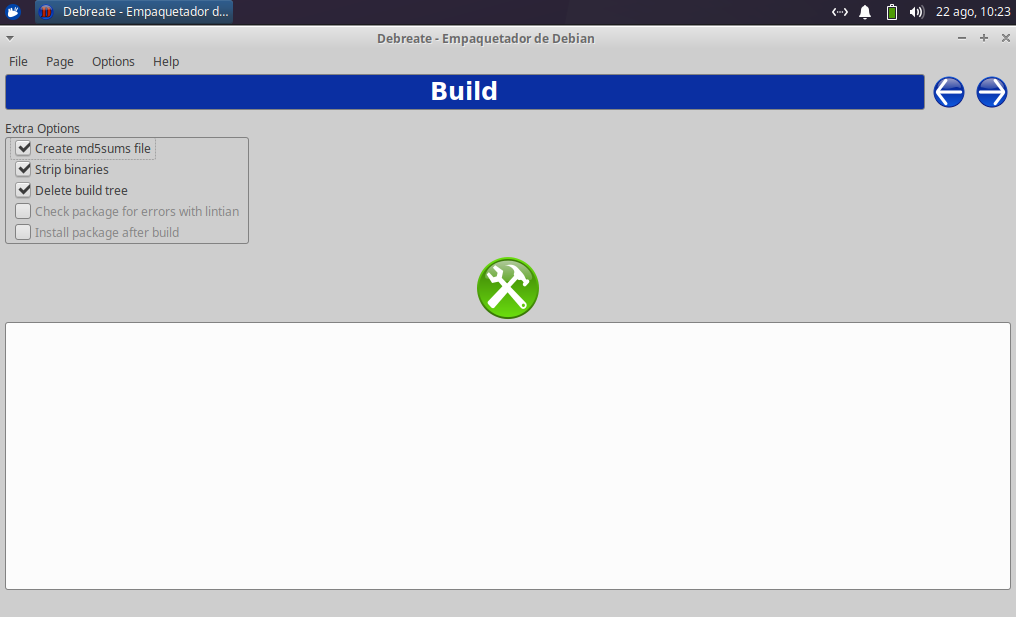 Debreate - Empaquetador d...
22 ago, 10:23
Debreate - Empaquetador de Debian
File Page Options Help
Build
Extra Options
Create md5sums file
Strip binaries
Delete build tree
Check package for errors with lintian
Install package after build